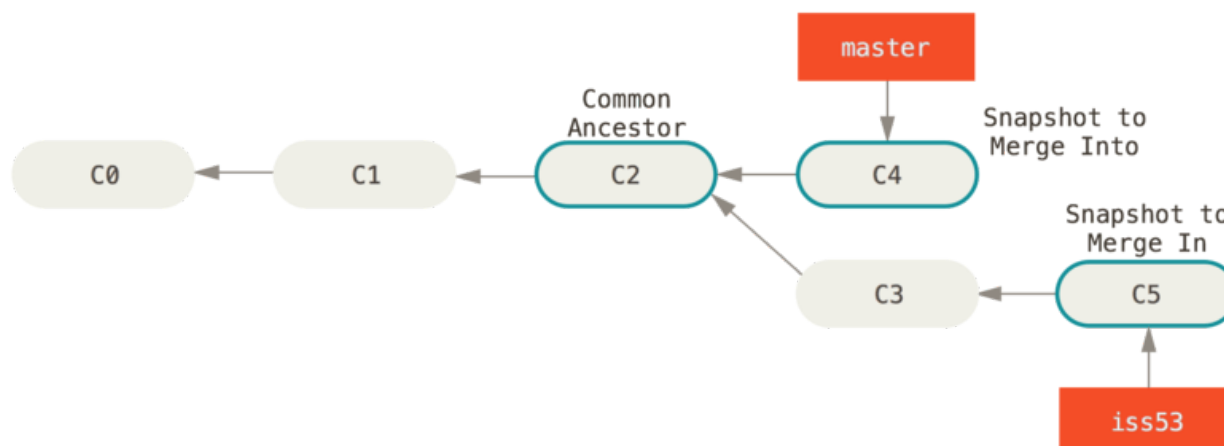 master
Common
Ancestor
Snapshot to
Merge Into
C0
C1
C2
C4
Snapshot to
Merge In
C3
C5
iss53